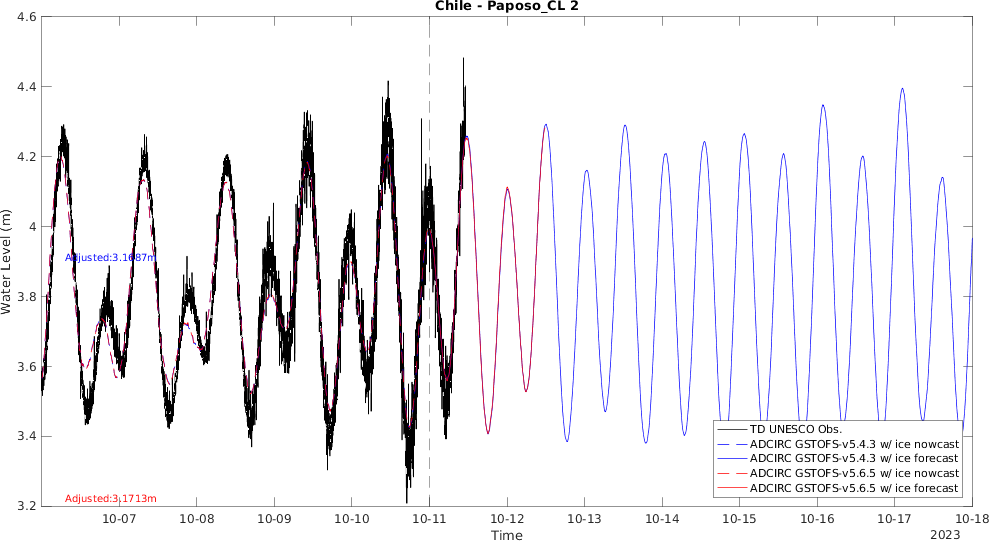 Chile - Paposo_CL 2
4.6
4.4
4.2
4
3.8
3.6
3.4
3.2
Water Level (m)
Adjusted:3.1687m
Adjusted:3.1713m
TD UNESCO Obs.
ADCIRC GSTOFS-v5.4.3 w/ ice nowcast
ADCIRC GSTOFS-v5.4.3 w/ ice forecast
ADCIRC GSTOFS-v5.6.5 w/ ice nowcast
ADCIRC GSTOFS-v5.6.5 w/ ice forecast
10-07 10-08 10-09 10-10 10-11 10-12 10-13 10-14 10-15 10-16 10-17 10-18
Time
2023